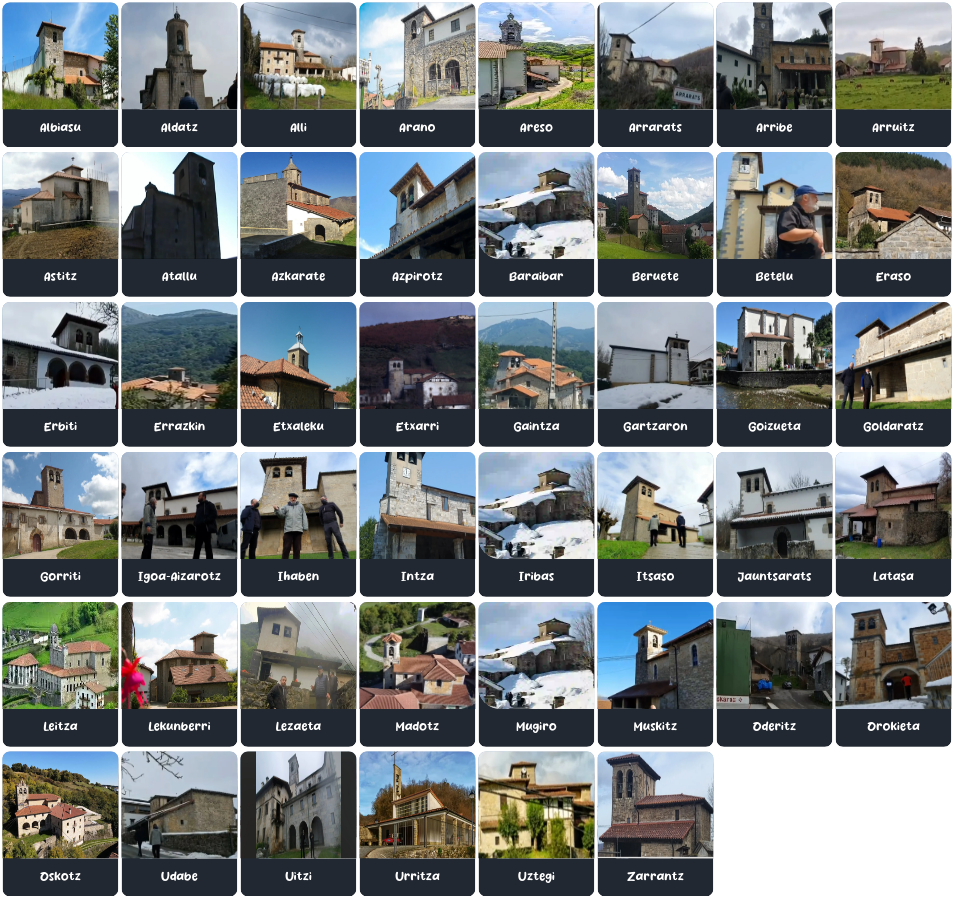 Albiasu
Aldatz
Alli
Arano
Areso
ARRARATS
Arrarats
Arribe
Arruitz
Astitz
Atallu
Azkarate
Azpirotz
Baraibar
Beruete
Betelu
Eraso
Erbiti
Errazkin
Etxaleku
Etxarri
Gaintza
Gartzaron
Goizueta
Goldaratz
Gorriti
Igoa-Aizarotz
Ihaben
Intza
Iribas
Itsaso
Jauntsarats
Latasa
Leitza
Lekunberri
Lezaeta
Madotz
Mugiro
Muskitz
Oderitz
Orokieta
Oskotz
Udabe
Uitzi
Urritza
Uztegi
Zarrantz